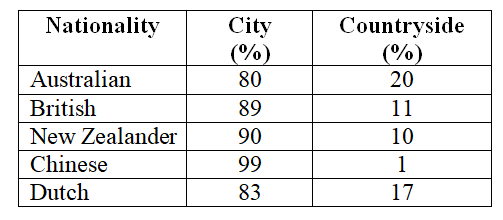 Nationality City Countryside
(%) (%)
Australian 80 20
British 89 11
New Zealander 90 10
Chinese 99 1
Dutch 83 17